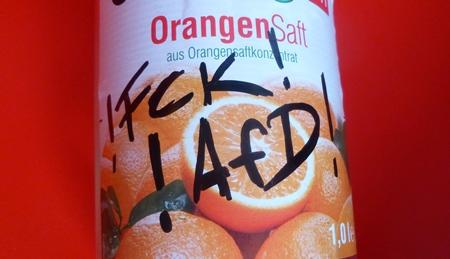 OrangenSaft
aus Orangensaftkonzentrat
!FCK!
!AfD!
1,0 l